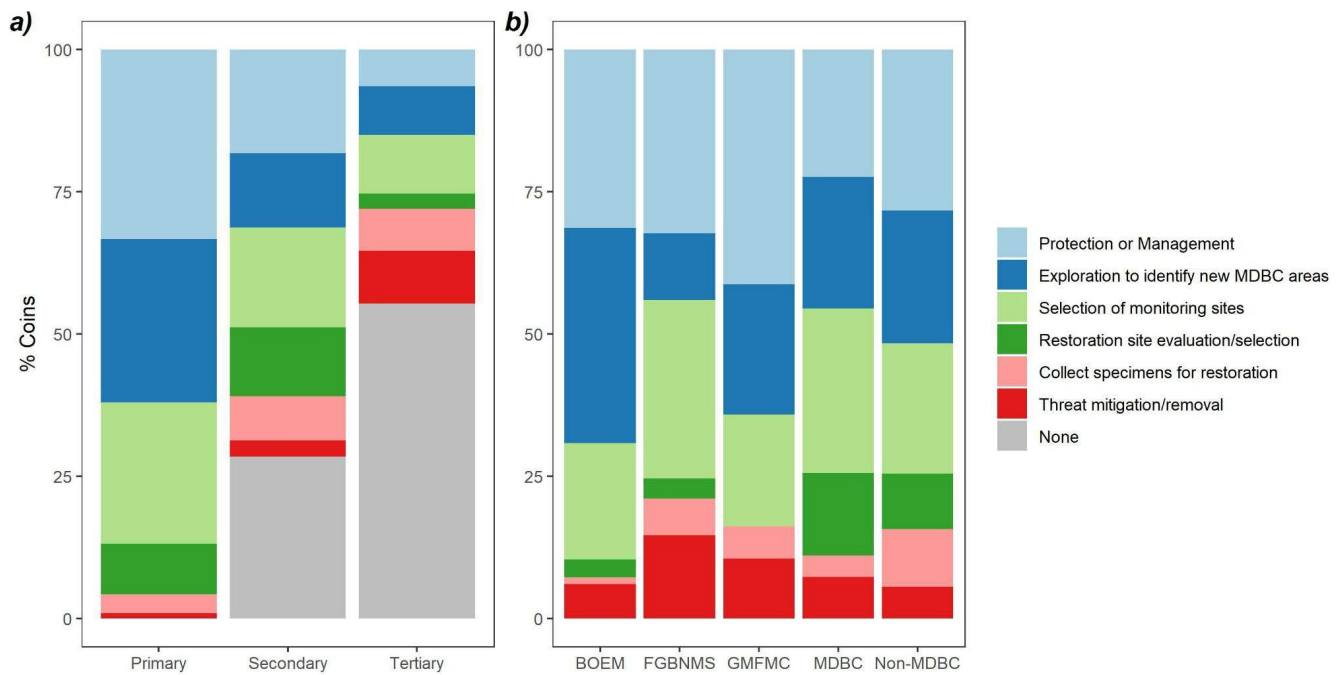 a)
100
75
50
25
0
% Coins
Primary Secondary Tertiary
b)
100
75
50
25
0
BOEM FGBNMS GMFMC MDBC Non-MDBC
Protection or Management
Exploration to identify new MDBC areas
Selection of monitoring sites
Restoration site evaluation/selection
Collect specimens for restoration
Threat mitigation/removal
None